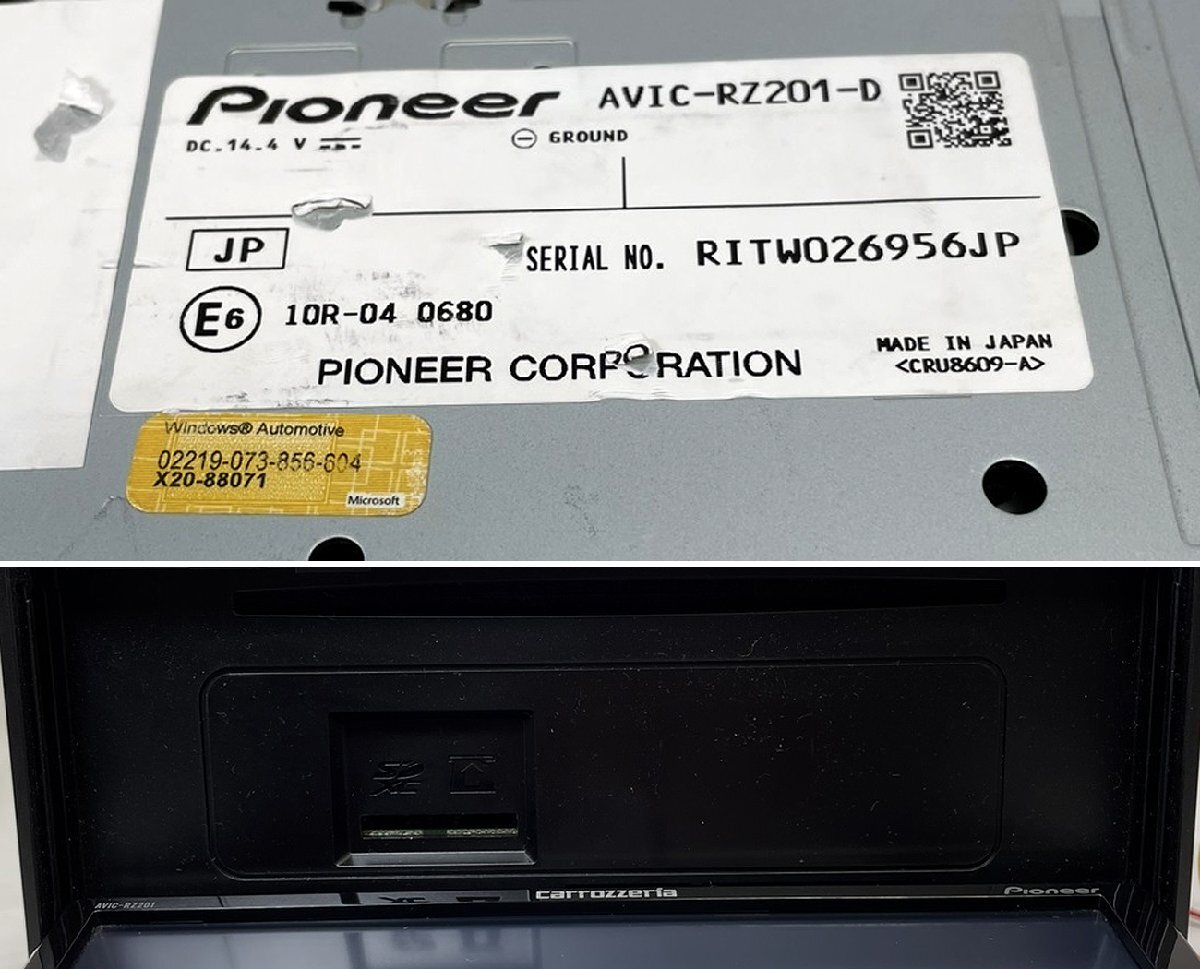 Pioneer AVIC-RZ201-D
DC 14.4 V GROUND
JP SERIAL NO. RITW026956JP
E6 10R-04 0680
PIONEER CORPORATION
MADE IN JAPAN
<CRU8609-A>
Windows® Automotive
02219-073-856-604
X20-88071
Microsoft
AVIC-RZ201
carrozzeria
Pioneer